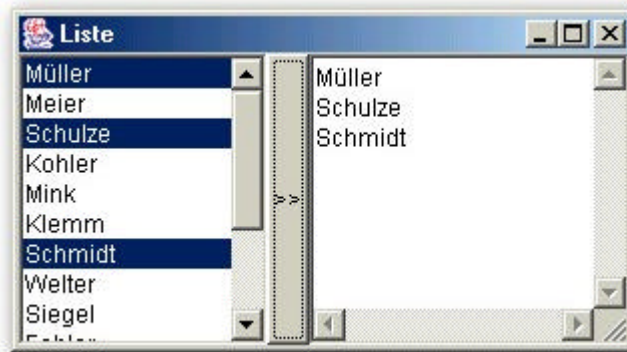 Liste
Müller
Meier
Schulze
Kohler
Mink
Klemm
Schmidt
Welter
Siegel
>>
Müller
Schulze
Schmidt